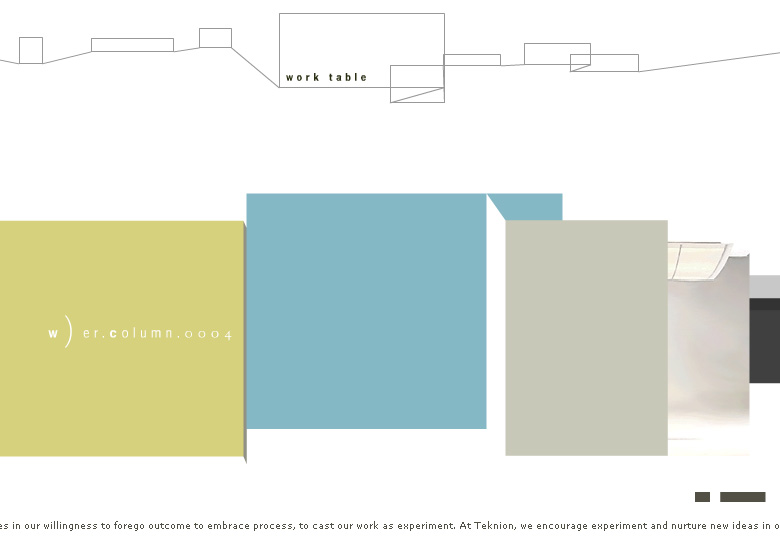 work table
w) er.column.0004
in our willingness to forego outcome to embrace process, to cast our work as experiment. At Teknion, we encourage experiment and nurture new ideas in